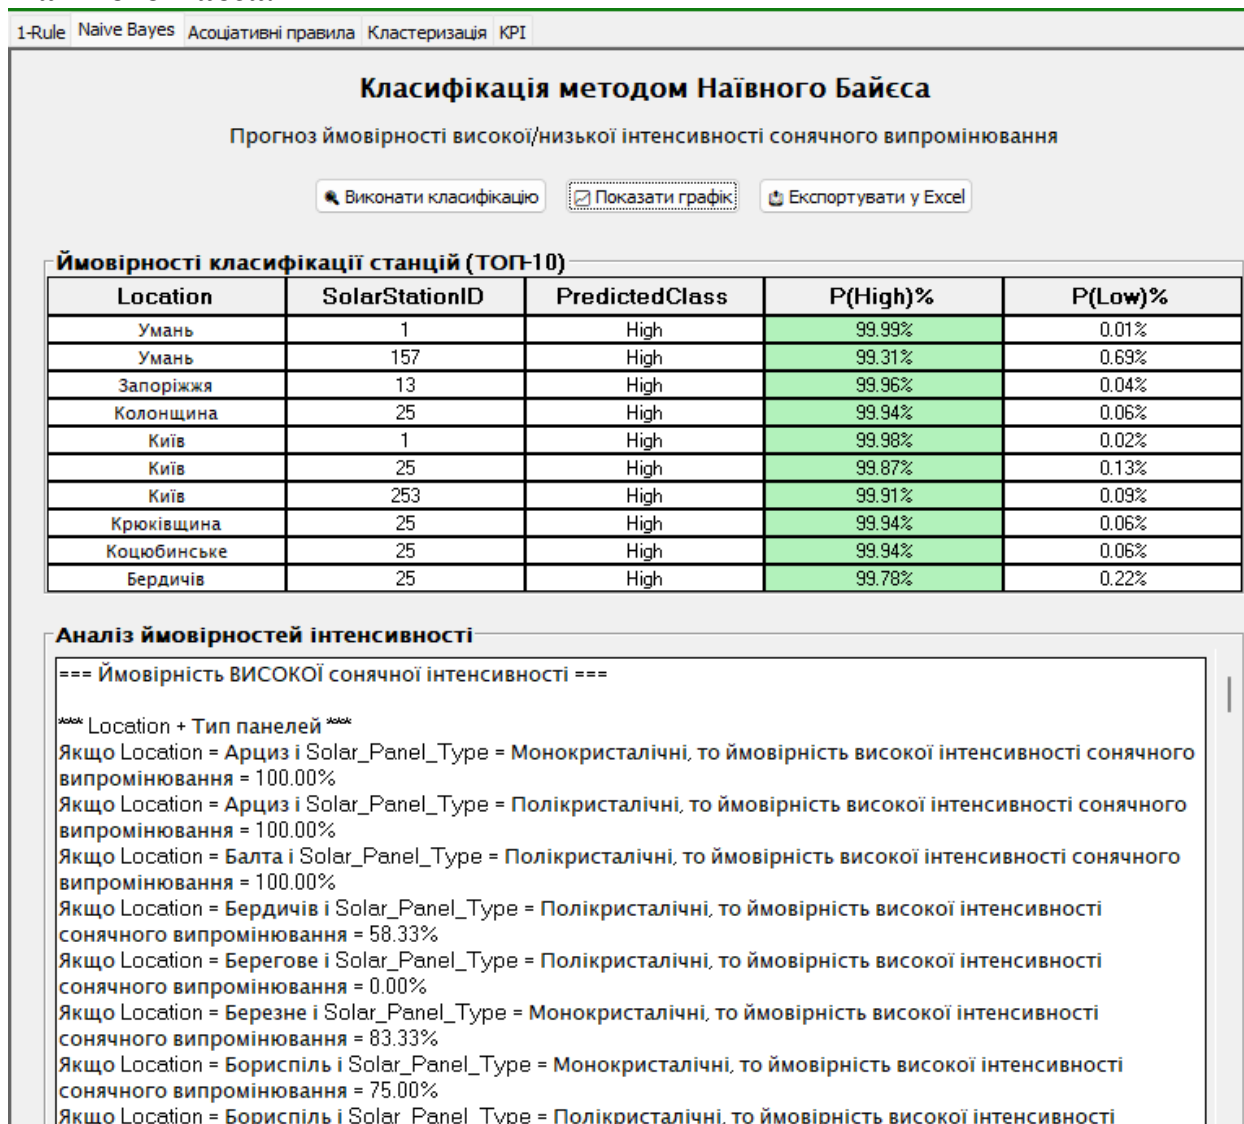 1-Rule Naive Bayes Асоціативні правила Кластеризація KPI
Класифікація методом Наївного Байєса
Прогноз ймовірності високої/низької інтенсивності сонячного випромінювання
Виконати класифікацію Показати графік Експортувати у Excel
Ймовірності класифікації станцій (ТОП-10)
Location SolarStationID PredictedClass P(High)% P(Low)%
Умань 1 High 99.99% 0.01%
Умань 157 High 99.31% 0.69%
Запоріжжя 13 High 99.96% 0.04%
Колонщина 25 High 99.94% 0.06%
Київ 1 High 99.98% 0.02%
Київ 25 High 99.87% 0.13%
Київ 253 High 99.91% 0.09%
Крюківщина 25 High 99.94% 0.06%
Коцюбинське 25 High 99.94% 0.06%
Бердичів 25 High 99.78% 0.22%
Аналіз ймовірностей інтенсивності
=== Ймовірність ВИСОКОЇ сонячної інтенсивності ===
*** Location + Тип панелей ***
Якщо Location = Арциз і Solar_Panel_Type = Монокристалічні, то ймовірність високої інтенсивності сонячного
випромінювання = 100.00%
Якщо Location = Арциз і Solar_Panel_Type = Полікристалічні, то ймовірність високої інтенсивності сонячного
випромінювання = 100.00%
Якщо Location = Балта і Solar_Panel_Type = Полікристалічні, то ймовірність високої інтенсивності сонячного
випромінювання = 100.00%
Якщо Location = Бердичів і Solar_Panel_Type = Полікристалічні, то ймовірність високої інтенсивності
сонячного випромінювання = 58.33%
Якщо Location = Берегове і Solar_Panel_Type = Полікристалічні, то ймовірність високої інтенсивності
сонячного випромінювання = 0.00%
Якщо Location = Березне і Solar_Panel_Type = Монокристалічні, то ймовірність високої інтенсивності
сонячного випромінювання = 83.33%
Якщо Location = Бориспіль і Solar_Panel_Type = Монокристалічні, то ймовірність високої інтенсивності
сонячного випромінювання = 75.00%
Якщо Location = Бориспіль і Solar_Panel_Type = Полікристалічні, то ймовірність високої інтенсивності